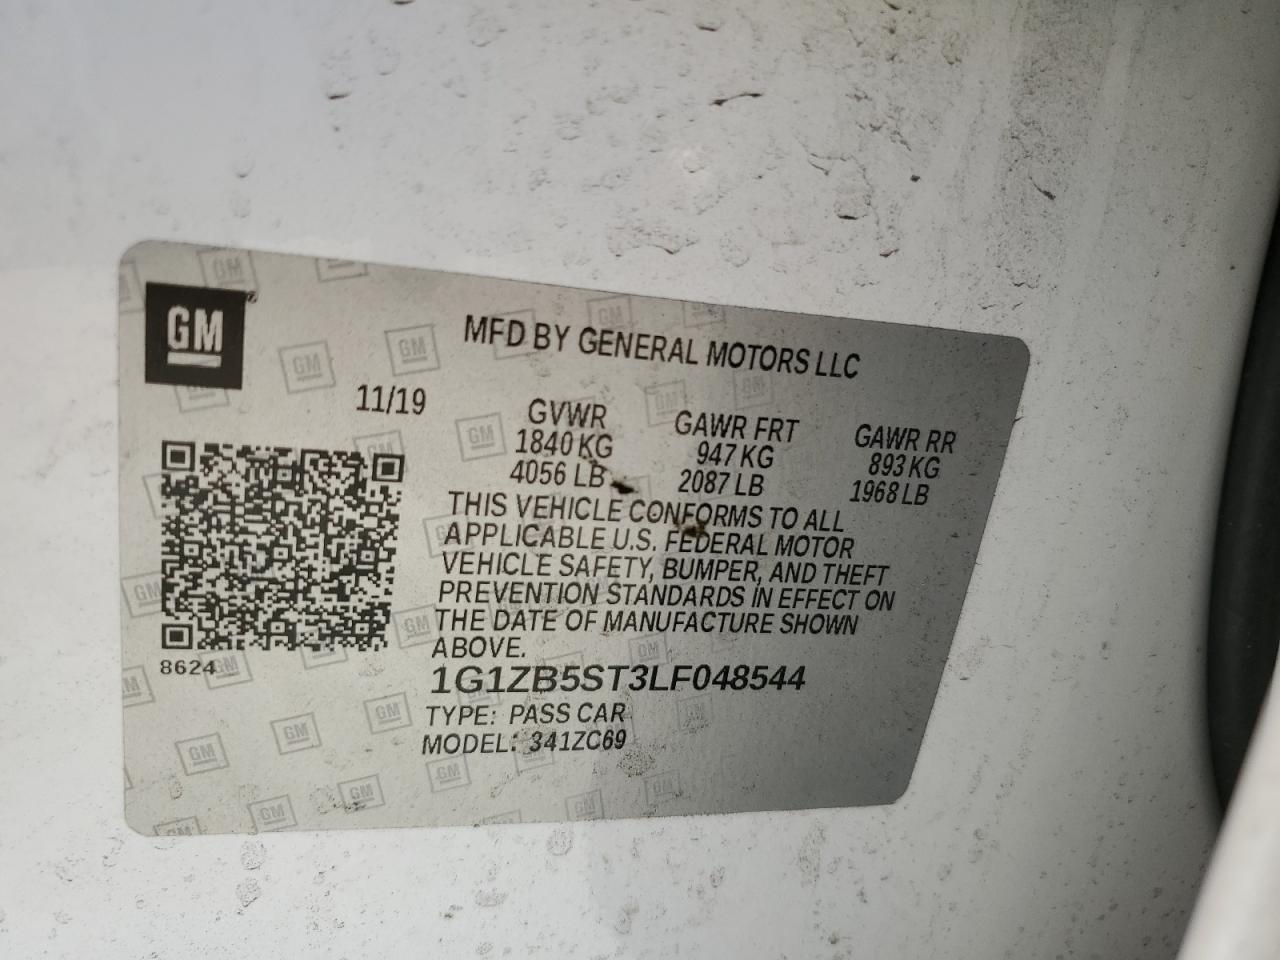 GM
MFD BY GENERAL MOTORS LLC
11/19
GVWR GAWR FRT GAWR RR
1840 KG 947 KG 893 KG
4056 LB 2087 LB 1968 LB
THIS VEHICLE CONFORMS TO ALL
APPLICABLE U.S. FEDERAL MOTOR
VEHICLE SAFETY, BUMPER, AND THEFT
PREVENTION STANDARDS IN EFFECT ON
THE DATE OF MANUFACTURE SHOWN
ABOVE.
8624
1G1ZB5ST3LF048544
TYPE: PASS CAR
MODEL: 341ZC69